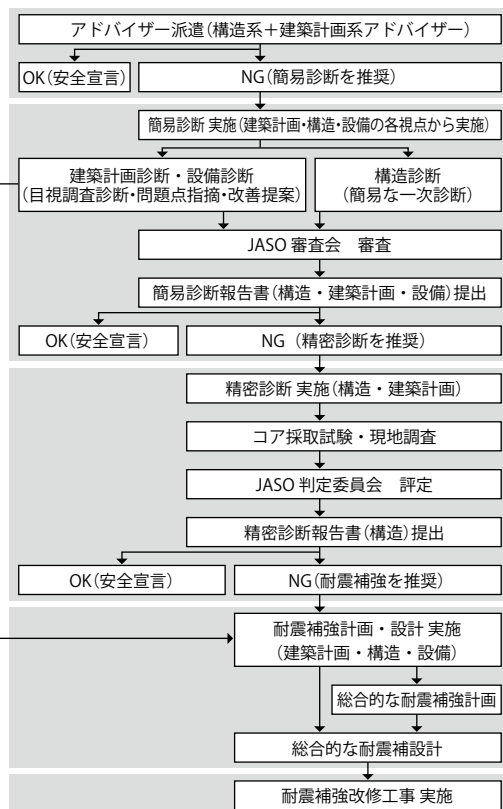 アドバイザー派遣(構造系＋建築計画系アドバイザー)
OK(安全宣言)
NG(簡易診断を推奨)
簡易診断 実施(建築計画・構造・設備の各視点から実施)
建築計画診断・設備診断
(目視調査診断・問題点指摘・改善提案)
構造診断
(簡易な一次診断)
JASO 審査会　審査
簡易診断報告書(構造・建築計画・設備)提出
OK(安全宣言)
NG（精密診断を推奨）
精密診断 実施(構造・建築計画)
コア採取試験・現地調査
JASO 判定委員会　評定
精密診断報告書(構造)提出
OK(安全宣言)
NG(耐震補強を推奨)
耐震補強計画・設計 実施
(建築計画・構造・設備)
総合的な耐震補強計画
総合的な耐震補設計
耐震補強改修工事 実施